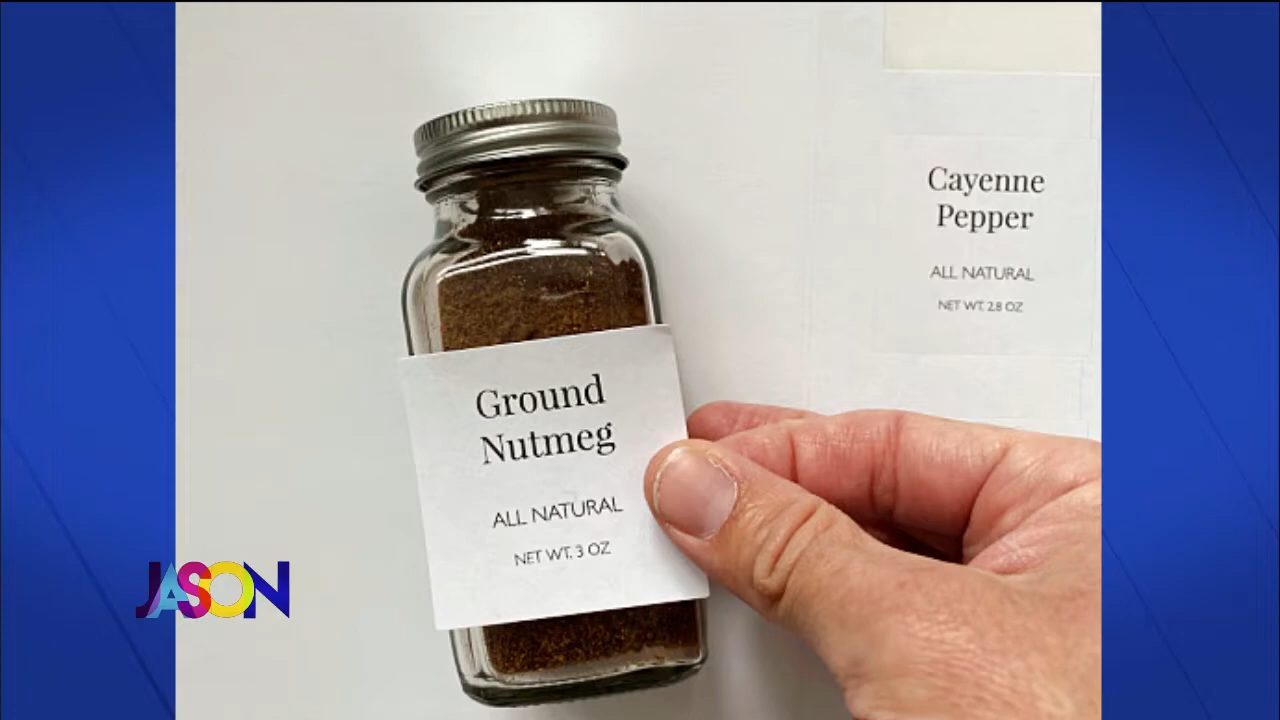 Ground
Nutmeg
ALL NATURAL
NET WT. 3 OZ
Cayenne
Pepper
ALL NATURAL
NET WT. 2.8 OZ
JASON